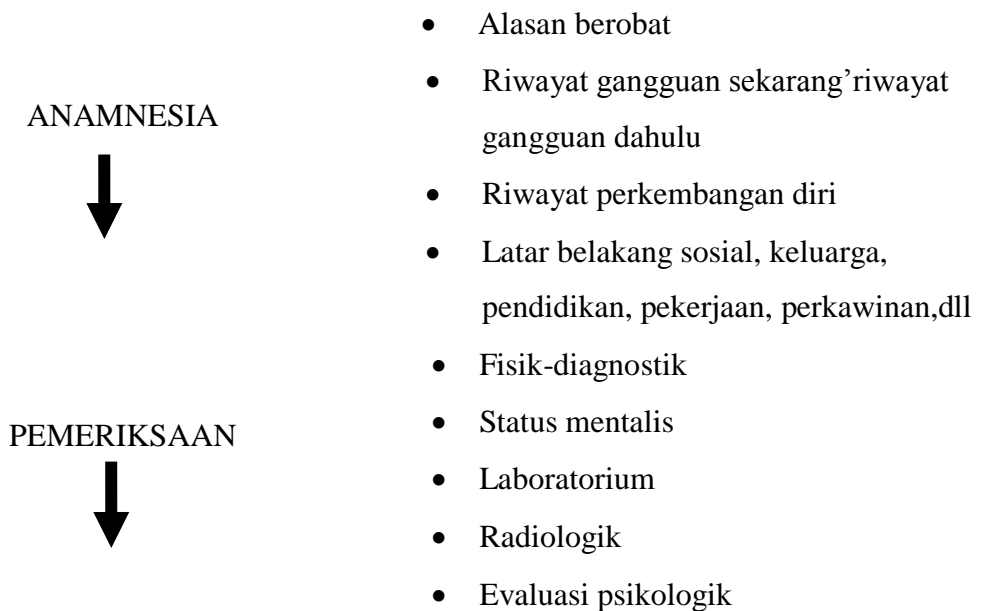 • Alasan berobat
• Riwayat gangguan sekarang’riwayat
gangguan dahulu
ANAMNESIA
• Riwayat perkembangan diri
• Latar belakang sosial, keluarga,
pendidikan, pekerjaan, perkawinan,dll
• Fisik-diagnostik
• Status mentalis
PEMERIKSAAN
• Laboratorium
• Radiologik
• Evaluasi psikologik